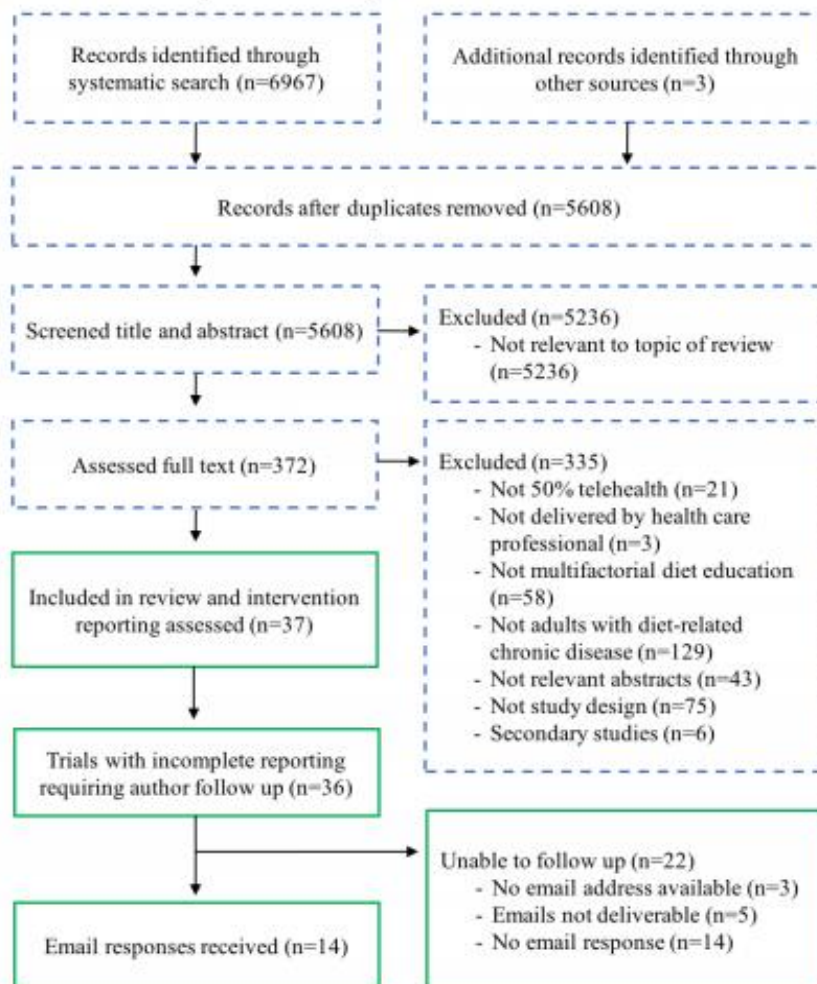 Records identified through
systematic search (n=6967)
Additional records identified through
other sources (n=3)
Records after duplicates removed (n=5608)
Screened title and abstract (n=5608)
Excluded (n=5236)
- Not relevant to topic of review
(n=5236)
Assessed full text (n=372)
Excluded (n=335)
- Not 50% telehealth (n=21)
- Not delivered by health care
professional (n=3)
- Not multifactorial diet education
(n=58)
- Not adults with diet-related
chronic disease (n=129)
- Not relevant abstracts (n=43)
- Not study design (n=75)
- Secondary studies (n=6)
Included in review and intervention
reporting assessed (n=37)
Trials with incomplete reporting
requiring author follow up (n=36)
Unable to follow up (n=22)
- No email address available (n=3)
- Emails not deliverable (n=5)
- No email response (n=14)
Email responses received (n=14)